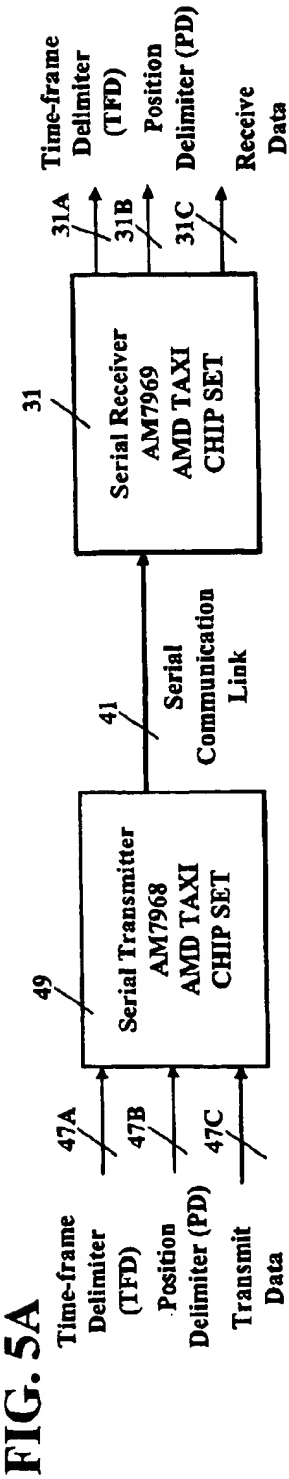 FIG. 5A
Time-frame
Delimiter
(TFD)
Position
Delimiter (PD)
Transmit
Data
47A
47B
47C
49
Serial Transmitter
AM7968
AMD TAXI
CHIP SET
41
Serial
Communication
Link
31
Serial Receiver
AM7969
AMD TAXI
CHIP SET
31A
31B
31C
Time-frame
Delimiter
(TFD)
Position
Delimiter (PD)
Receive
Data